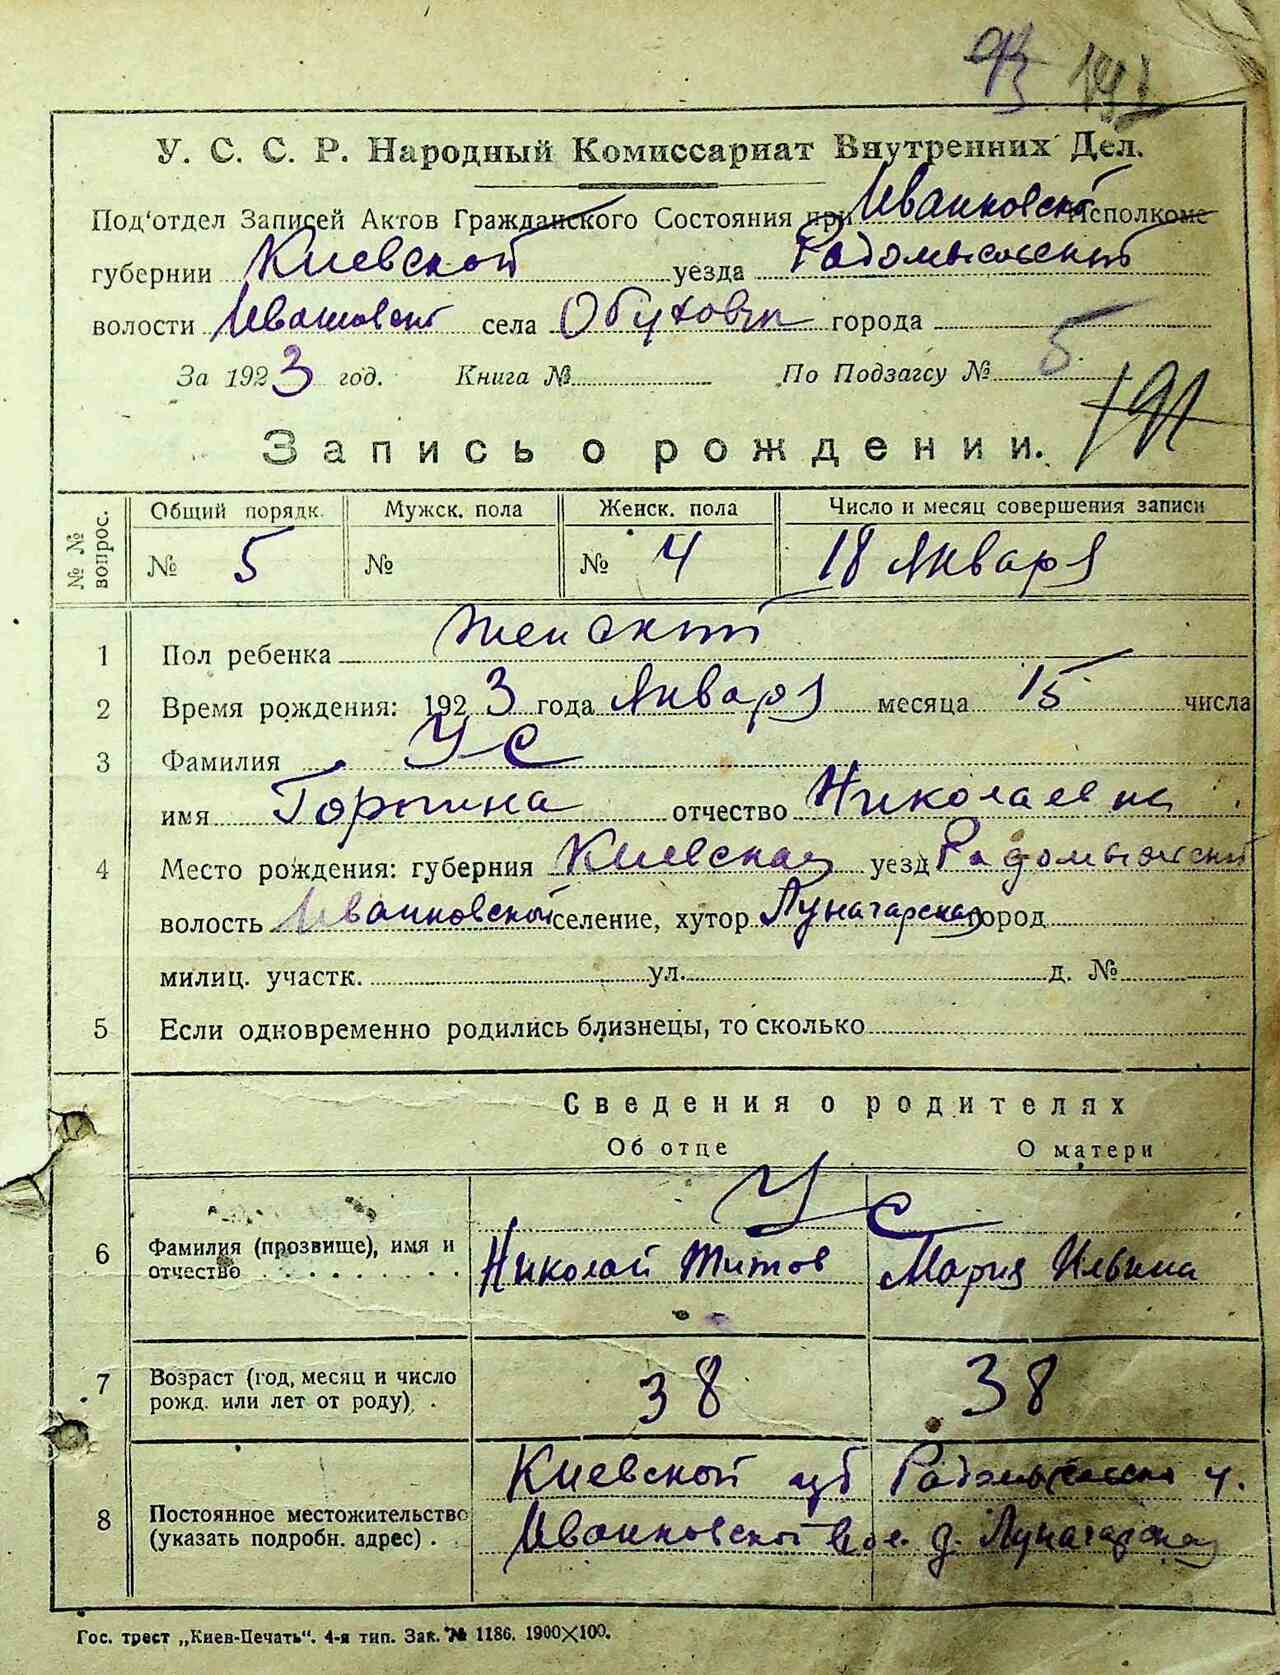 93
У. С. С. Р. Народный Комиссариат Внутренних Дел.
Под'отдел Записей Актов Гражданского Состояния при Иванковской Исполкоме
губернии Киевской уезда Радомысльский
волости Иванковской села Обуховичи города
За 1923 год. Книга № По Подзагсу № 5
191
Запись о рождении.
№ № вопрос. Общий порядк. Мужск. пола Женск. пола Число и месяц совершения записи
№ 5 № № 4 18 Января
1 Пол ребенка Женский
2 Время рождения: 1923 года Января месяца 15 числа
3 Фамилия Ус
имя Горпина отчество Николаевна
4 Место рождения: губерния Киевская уезд Радомысльский
волость Иванковской селение, хутор Луначарская город
милиц. участк. ул. д. №
5 Если одновременно родились близнецы, то сколько
Сведения о родителях
Об отце О матери
Ус
6 Фамилия (прозвище), имя и отчество Николай Титов Мария Ильина
7 Возраст (год, месяц и число рожд. или лет от роду) 38 38
8 Постоянное местожительство (указать подробн. адрес) Киевской губ Радомысльско у.
Иванковской вол. д. Луначарская
Гос. трест „Киев-Печать". 4-я тип. Зак. № 1186. 1900×100.